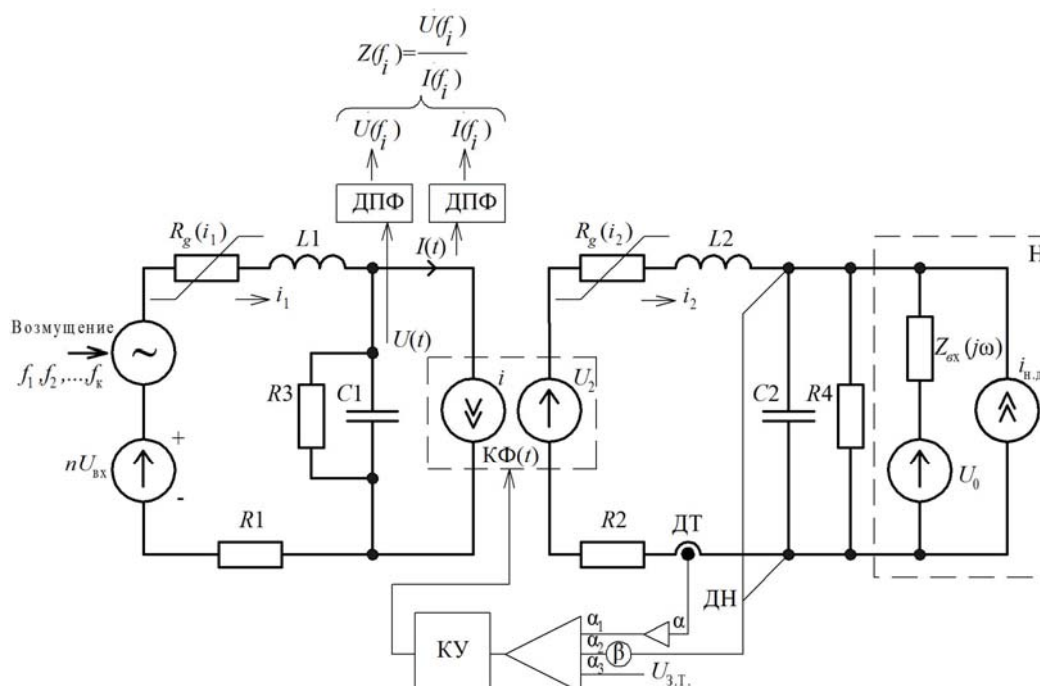 Z(f_i)=U̇(f_i)/İ(f_i)
U̇(f_i) İ(f_i)
ДПФ ДПФ
R_g(i_1) L1 I(t) R_g(i_2) L2 Н
i_1 i_2
Возмущение
f_1 f_2,...f_к
~
U(t)
R3 C1 i U_2 C2 R4 Z_вх(jω) i_н.д
КФ(t)
nU_вх + -
U_0
R1 R2 ДТ
ДН
КУ α_1 α
α_2 β
α_3 U_З.Т.